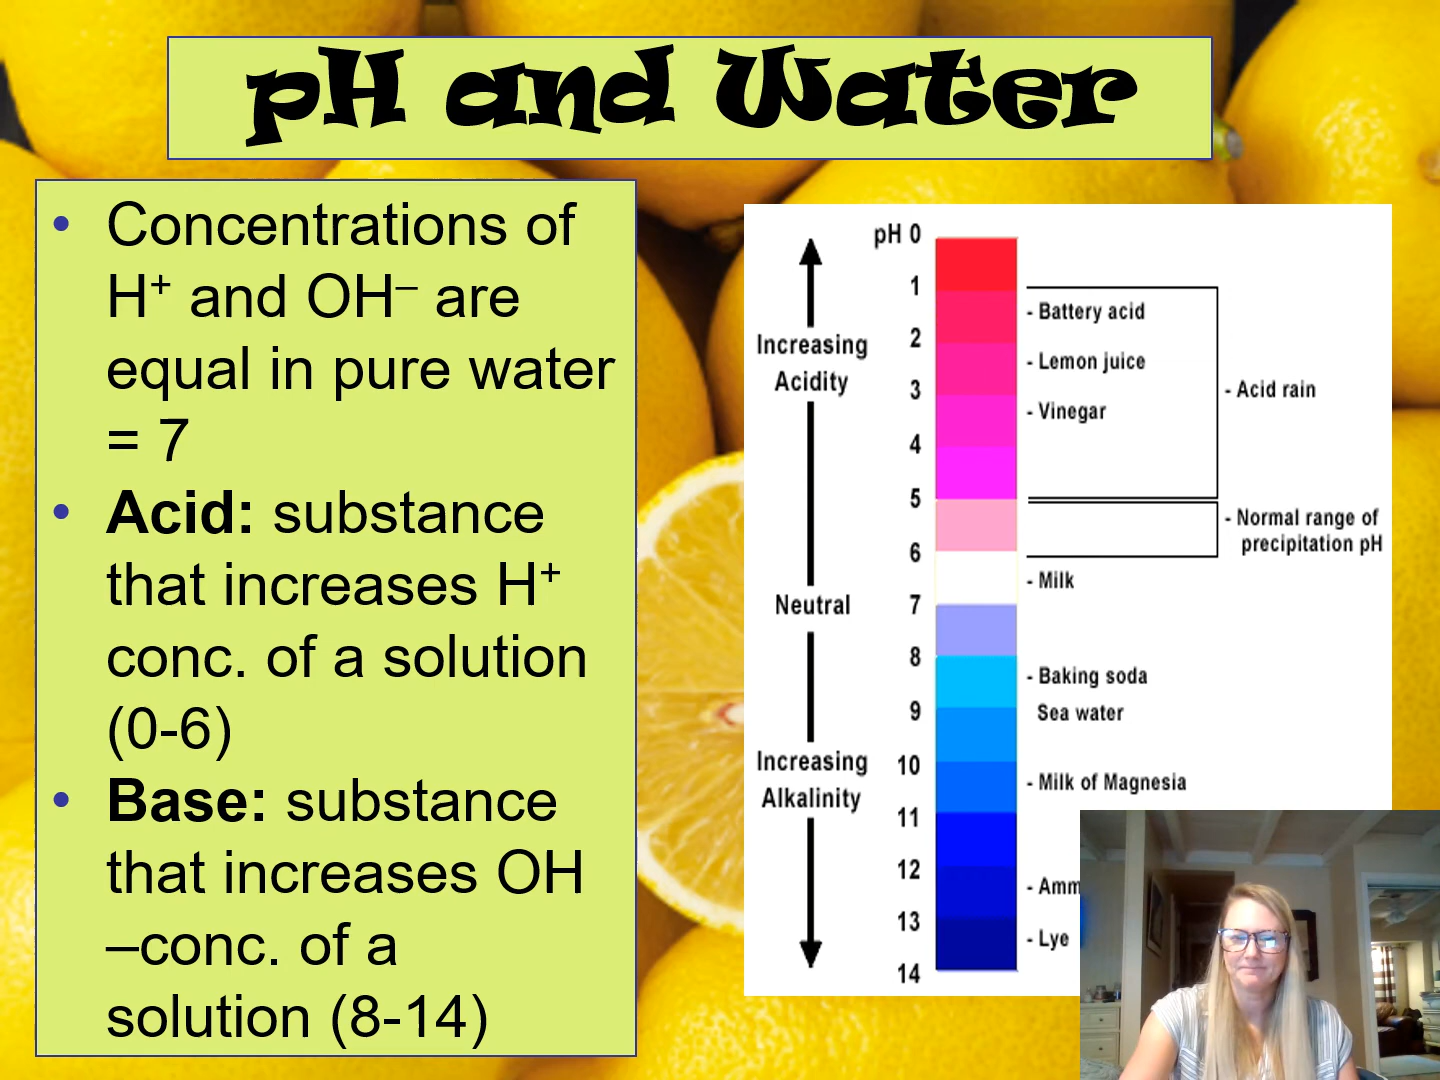 pH and Water
• Concentrations of
H⁺ and OH⁻ are
equal in pure water
= 7
• Acid: substance
that increases H⁺
conc. of a solution
(0-6)
• Base: substance
that increases OH
–conc. of a
solution (8-14)
pH 0
1
- Battery acid
2
Increasing
Acidity
- Lemon juice
3
- Acid rain
- Vinegar
4
5
- Normal range of
precipitation pH
6
- Milk
Neutral
7
8
- Baking soda
9
Sea water
Increasing
Alkalinity
10
- Milk of Magnesia
11
12
- Amm
13
- Lye
14